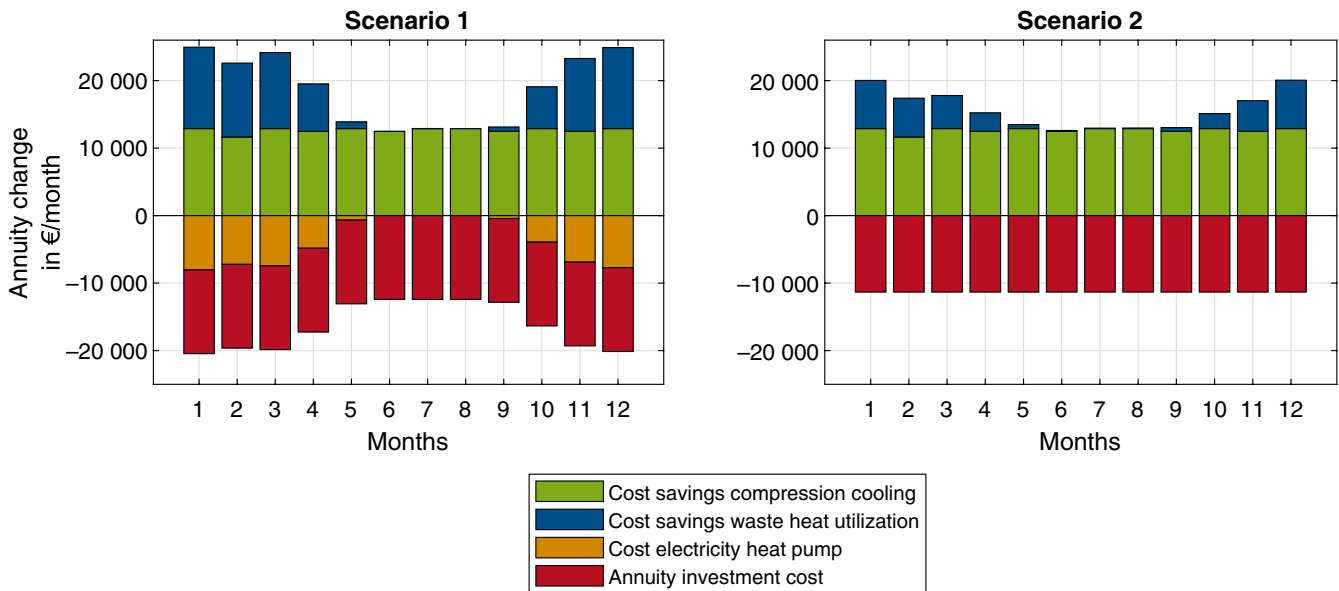 Scenario 1
Scenario 2
Annuity change
in €/month
20 000
10 000
0
−10 000
−20 000
1 2 3 4 5 6 7 8 9 10 11 12
Months
20 000
10 000
0
−10 000
−20 000
1 2 3 4 5 6 7 8 9 10 11 12
Months
Cost savings compression cooling
Cost savings waste heat utilization
Cost electricity heat pump
Annuity investment cost